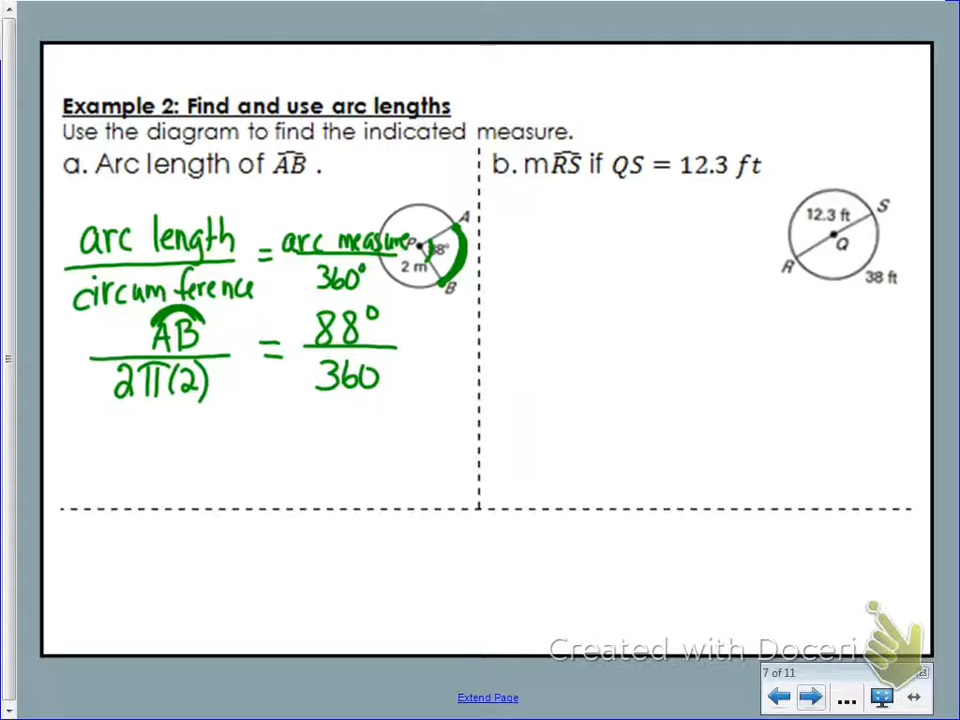 Example 2: Find and use arc lengths
Use the diagram to find the indicated measure.
a. Arc length of AB .
arc length
circumference
=
arc measure
360°
AB
2π(2)
=
88°
360
A
P
88°
2 m
B
b. mRS if QS = 12.3 ft
12.3 ft
S
Q
R
38 ft
Created with Doceri
7 of 11
...
Extend Page